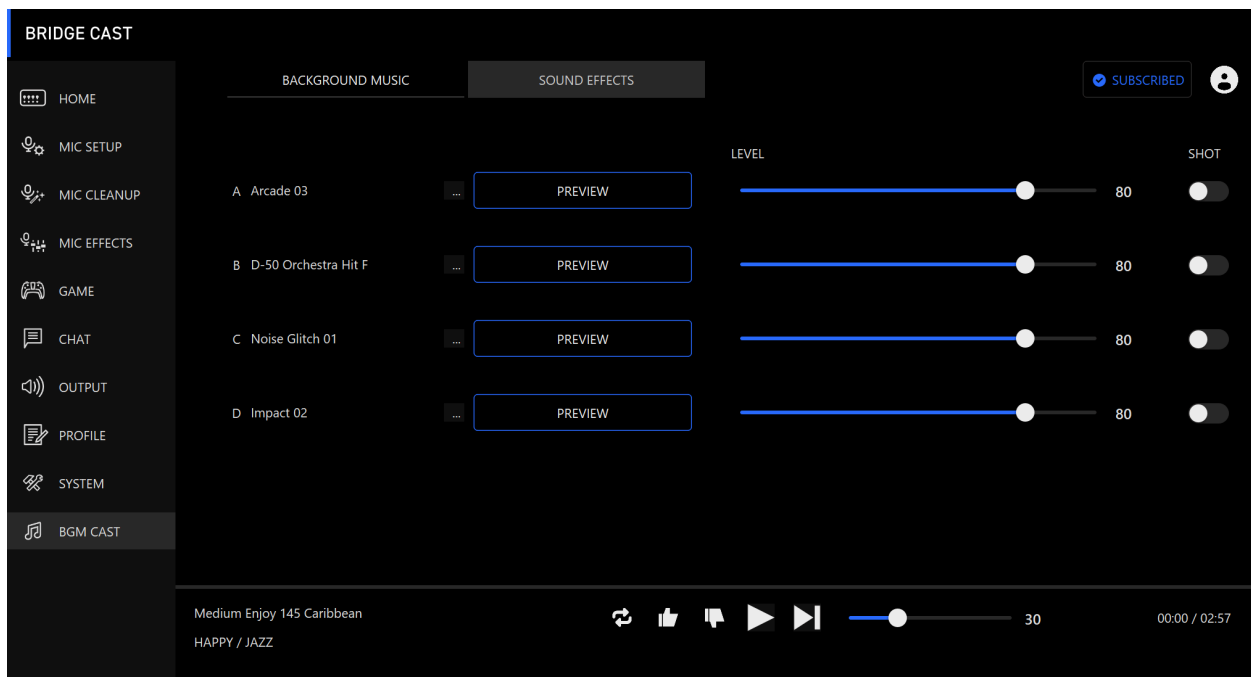 BRIDGE CAST
HOME
MIC SETUP
MIC CLEANUP
MIC EFFECTS
GAME
CHAT
OUTPUT
PROFILE
SYSTEM
BGM CAST
BACKGROUND MUSIC
SOUND EFFECTS
SUBSCRIBED
LEVEL
SHOT
A Arcade 03 ... PREVIEW 80
B D-50 Orchestra Hit F ... PREVIEW 80
C Noise Glitch 01 ... PREVIEW 80
D Impact 02 ... PREVIEW 80
Medium Enjoy 145 Caribbean
HAPPY / JAZZ
30
00:00 / 02:57